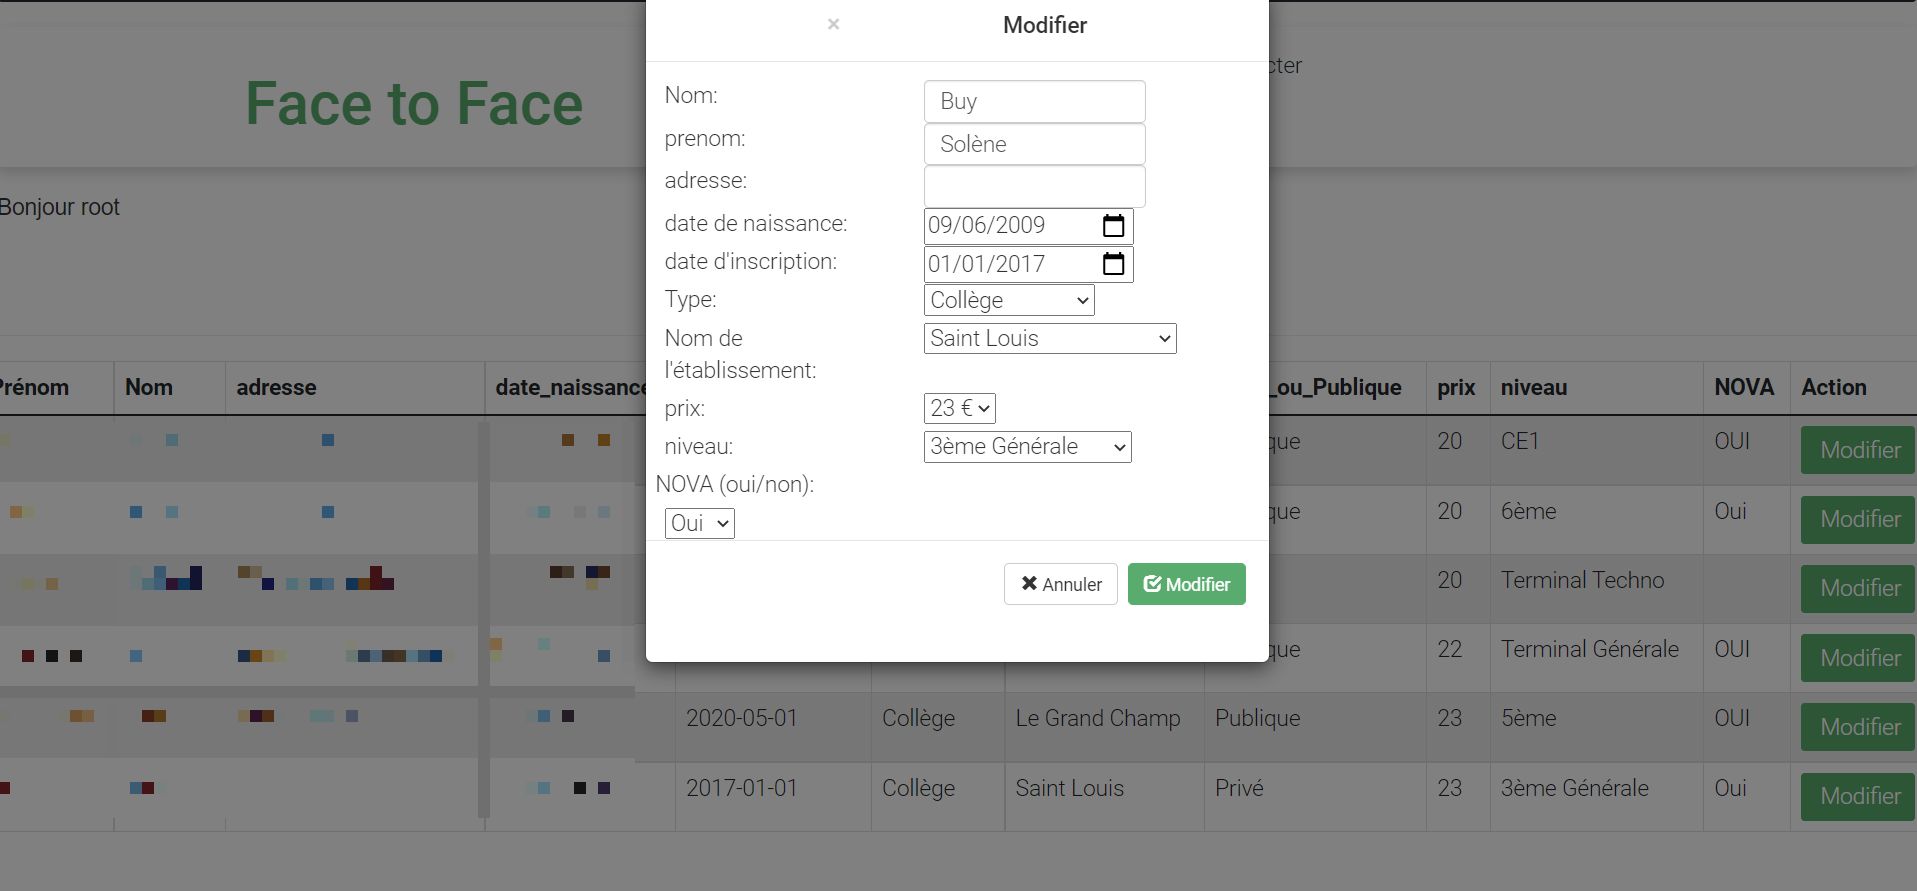 × Modifier
cter
Face to Face
Bonjour root
Nom: Buy
prenom: Solène
adresse:
date de naissance: 09/06/2009
date d'inscription: 01/01/2017
Type: Collège
Nom de l'établissement: Saint Louis
prix: 23 €
niveau: 3ème Générale
NOVA (oui/non):
Oui
Annuler Modifier
Prénom Nom adresse date_naissance _ou_Publique prix niveau NOVA Action
que 20 CE1 OUI Modifier
que 20 6ème Oui Modifier
20 Terminal Techno Modifier
que 22 Terminal Générale OUI Modifier
2020-05-01 Collège Le Grand Champ Publique 23 5ème OUI Modifier
2017-01-01 Collège Saint Louis Privé 23 3ème Générale Oui Modifier